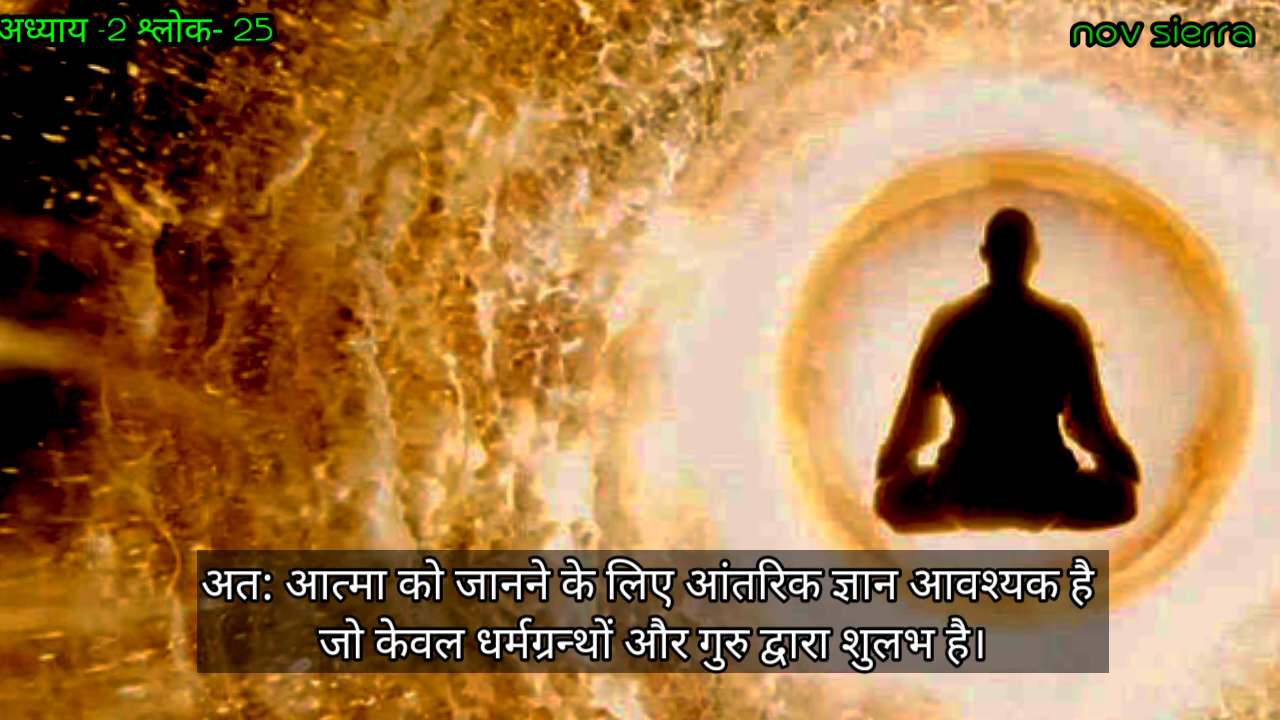 अध्याय -2 श्लोक- 25
nov sierra
अत: आत्मा को जानने के लिए आंतरिक ज्ञान आवश्यक है
जो केवल धर्मग्रन्थों और गुरु द्वारा शुलभ है।